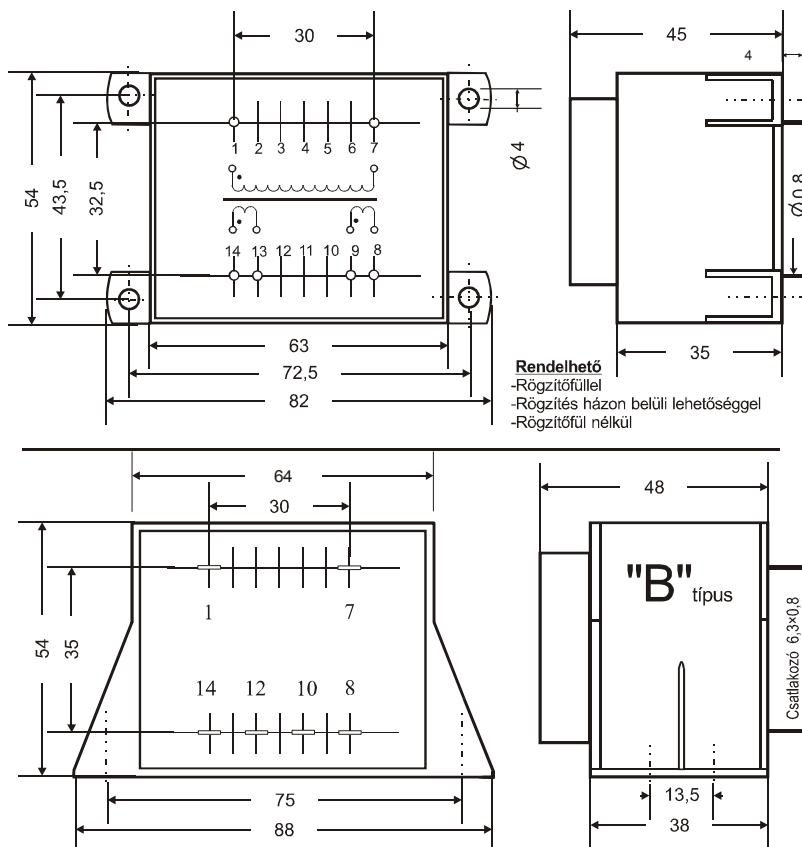 30
45
4
1 2 3 4 5 6 7
Ø4
54
43,5
32,5
Ø0,8
14 13 12 11 10 9 8
63
35
72,5
82
Rendelhető
-Rögzítőfüllel
-Rögzítés házon belüli lehetőséggel
-Rögzítőfül nélkül
64
48
30
"B" típus
1 7
54
35
Csatlakozó 6,3×0,8
14 12 10 8
75
13,5
88
38